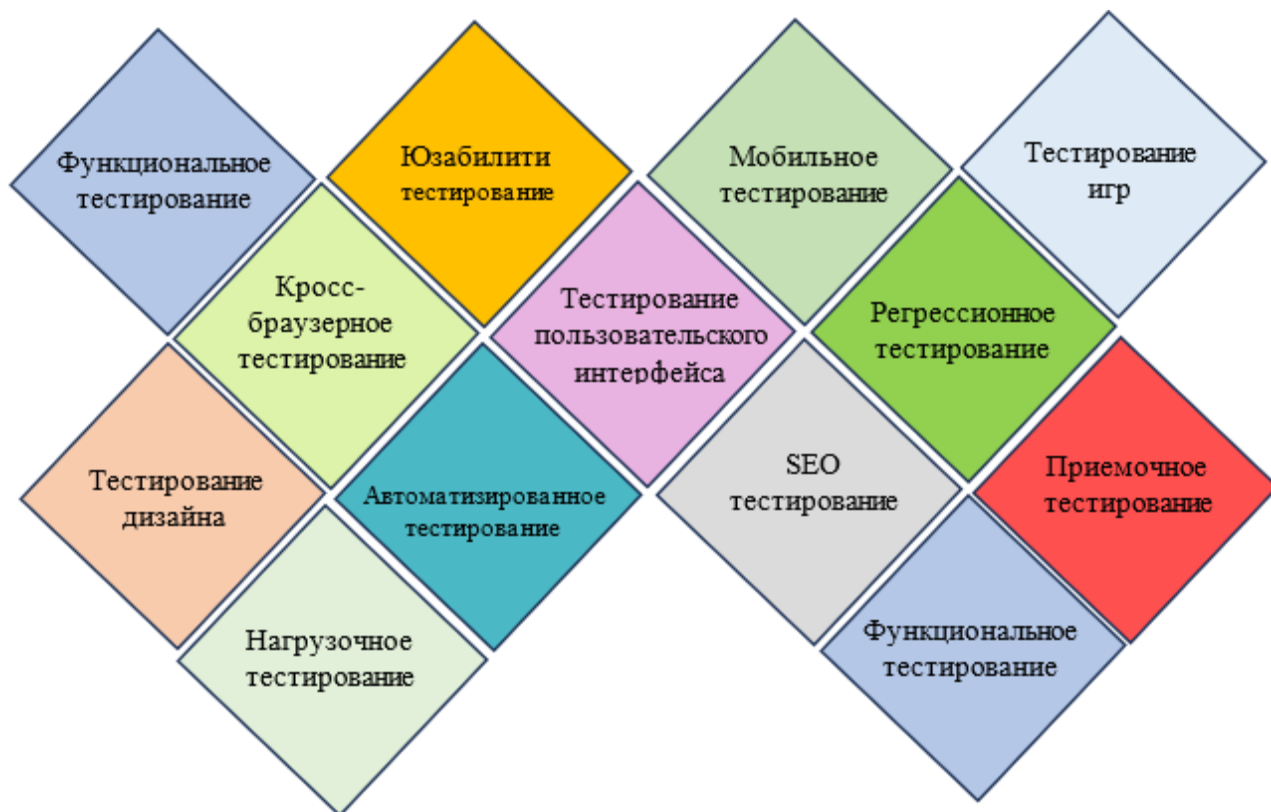 Функциональное
тестирование
Юзабилити
тестирование
Мобильное
тестирование
Тестирование
игр
Кросс-
браузерное
тестирование
Тестирование
пользовательского
интерфейса
Регрессионное
тестирование
Тестирование
дизайна
Автоматизированное
тестирование
SEO
тестирование
Приемочное
тестирование
Нагрузочное
тестирование
Функциональное
тестирование